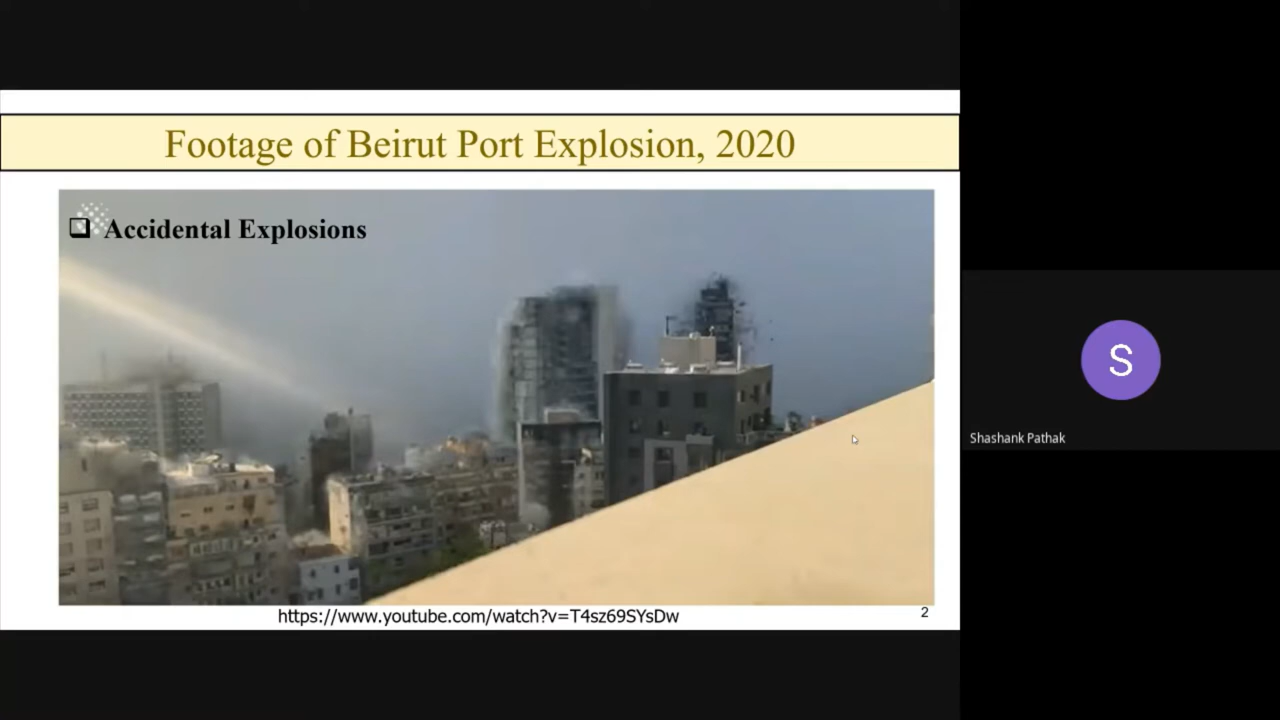 Footage of Beirut Port Explosion, 2020
Accidental Explosions
S
Shashank Pathak
https://www.youtube.com/watch?v=T4sz69SYsDw
2